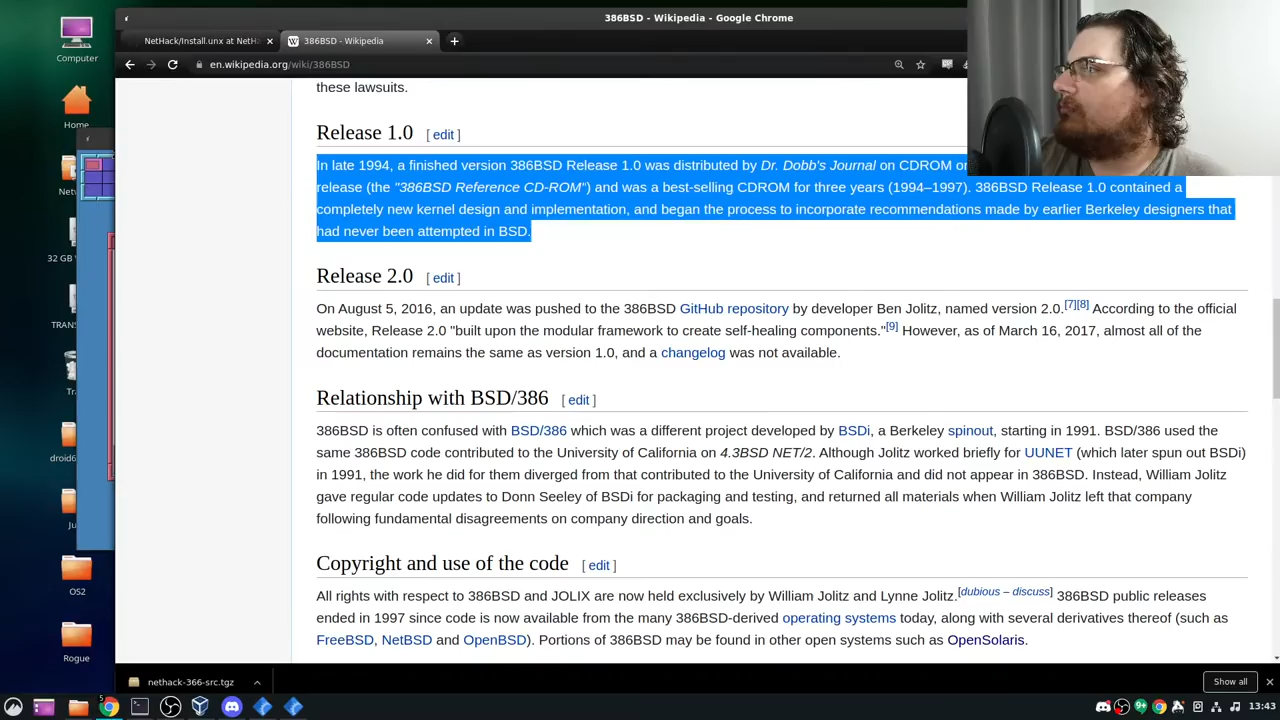 386BSD - Wikipedia - Google Chrome
NetHack/Install.unx at NetH
386BSD - Wikipedia
en.wikipedia.org/wiki/386BSD
these lawsuits.
Release 1.0 [ edit ]
In late 1994, a finished version 386BSD Release 1.0 was distributed by Dr. Dobb's Journal on CDROM
release (the "386BSD Reference CD-ROM") and was a best-selling CDROM for three years (1994–1997). 386BSD Release 1.0 contained a
completely new kernel design and implementation, and began the process to incorporate recommendations made by earlier Berkeley designers that
had never been attempted in BSD.
Release 2.0 [ edit ]
On August 5, 2016, an update was pushed to the 386BSD GitHub repository by developer Ben Jolitz, named version 2.0.[7][8] According to the official
website, Release 2.0 "built upon the modular framework to create self-healing components."[9] However, as of March 16, 2017, almost all of the
documentation remains the same as version 1.0, and a changelog was not available.
Relationship with BSD/386 [ edit ]
386BSD is often confused with BSD/386 which was a different project developed by BSDi, a Berkeley spinout, starting in 1991. BSD/386 used the
same 386BSD code contributed to the University of California on 4.3BSD NET/2. Although Jolitz worked briefly for UUNET (which later spun out BSDi)
in 1991, the work he did for them diverged from that contributed to the University of California and did not appear in 386BSD. Instead, William Jolitz
gave regular code updates to Donn Seeley of BSDi for packaging and testing, and returned all materials when William Jolitz left that company
following fundamental disagreements on company direction and goals.
Copyright and use of the code [ edit ]
All rights with respect to 386BSD and JOLIX are now held exclusively by William Jolitz and Lynne Jolitz.[dubious – discuss] 386BSD public releases
ended in 1997 since code is now available from the many 386BSD-derived operating systems today, along with several derivatives thereof (such as
FreeBSD, NetBSD and OpenBSD). Portions of 386BSD may be found in other open systems such as OpenSolaris.
Computer
Home
Net
32 GB
TRANS
Tr
droid6
Ju
OS2
Rogue
nethack-366-src.tgz
Show all
5
9+
13:43